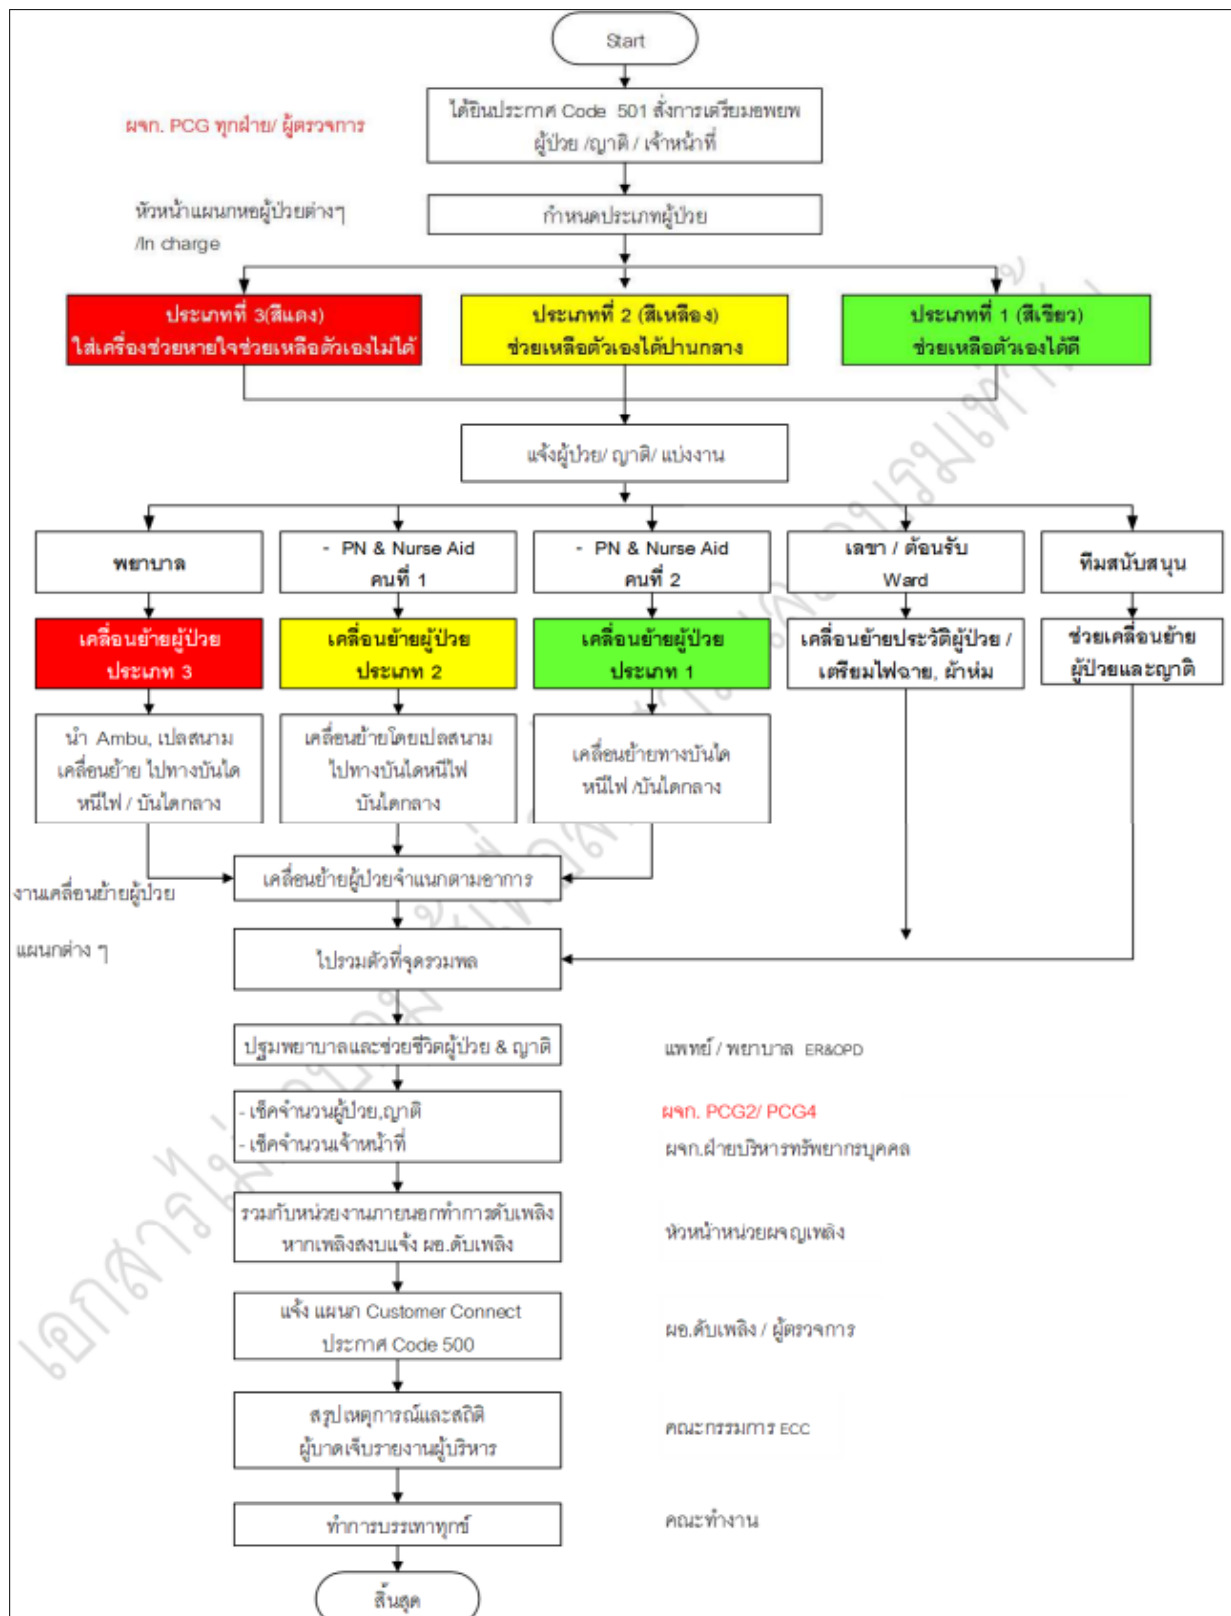 Start
ได้ยินประกาศ Code 501 สั่งการเตรียมอพยพ
ผู้ป่วย /ญาติ / เจ้าหน้าที่
ผจก. PCG ทุกฝ่าย/ ผู้ตรวจการ
หัวหน้าแผนกหอผู้ป่วยต่างๆ
/In charge
กำหนดประเภทผู้ป่วย
ประเภทที่ 3(สีแดง)
ใส่เครื่องช่วยหายใจช่วยเหลือตัวเองไม่ได้
ประเภทที่ 2 (สีเหลือง)
ช่วยเหลือตัวเองได้ปานกลาง
ประเภทที่ 1 (สีเขียว)
ช่วยเหลือตัวเองได้ดี
แจ้งผู้ป่วย/ ญาติ/ แบ่งงาน
พยาบาล
- PN & Nurse Aid
คนที่ 1
- PN & Nurse Aid
คนที่ 2
เลขา / ต้อนรับ
Ward
ทีมสนับสนุน
เคลื่อนย้ายผู้ป่วย
ประเภท 3
เคลื่อนย้ายผู้ป่วย
ประเภท 2
เคลื่อนย้ายผู้ป่วย
ประเภท 1
เคลื่อนย้ายประวัติผู้ป่วย /
เตรียมไฟฉาย, ผ้าห่ม
ช่วยเคลื่อนย้าย
ผู้ป่วยและญาติ
นำ Ambu, เปลสนาม
เคลื่อนย้าย ไปทางบันได
หนีไฟ / บันไดกลาง
เคลื่อนย้ายโดยเปลสนาม
ไปทางบันไดหนีไฟ
บันไดกลาง
เคลื่อนย้ายทางบันได
หนีไฟ /บันไดกลาง
เคลื่อนย้ายผู้ป่วยจำแนกตามอาการ
งานเคลื่อนย้ายผู้ป่วย
แผนกต่าง ๆ
ไปรวมตัวที่จุดรวมพล
ปฐมพยาบาลและช่วยชีวิตผู้ป่วย & ญาติ
แพทย์ / พยาบาล ER&OPD
- เช็คจำนวนผู้ป่วย,ญาติ
- เช็คจำนวนเจ้าหน้าที่
ผจก. PCG2/ PCG4
ผจก.ฝ่ายบริหารทรัพยากรบุคคล
รวมกับหน่วยงานภายนอกทำการดับเพลิง
หากเพลิงสงบแจ้ง ผอ.ดับเพลิง
หัวหน้าหน่วยผจญเพลิง
แจ้ง แผนก Customer Connect
ประกาศ Code 500
ผอ.ดับเพลิง / ผู้ตรวจการ
สรุปเหตุการณ์และสถิติ
ผู้บาดเจ็บรายงานผู้บริหาร
คณะกรรมการ ECC
ทำการบรรเทาทุกข์
คณะทำงาน
สิ้นสุด